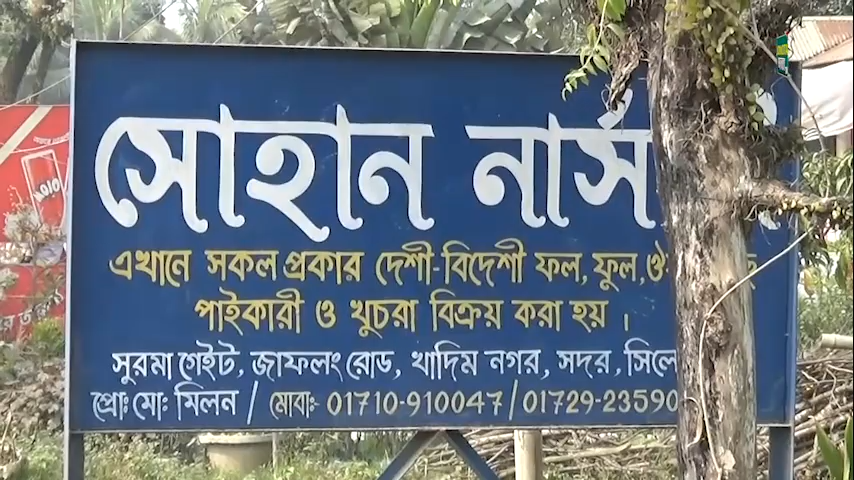 সোহান নার্স
এখানে সকল প্রকার দেশী-বিদেশী ফল, ফুল,
পাইকারী ও খুচরা বিক্রয় করা হয় ।
সুরমা গেইট, জাফলং রোড, খাদিম নগর, সদর, সিলে
প্রোঃ মোঃ মিলন / মোবাঃ- 01710-910047/01729-23590